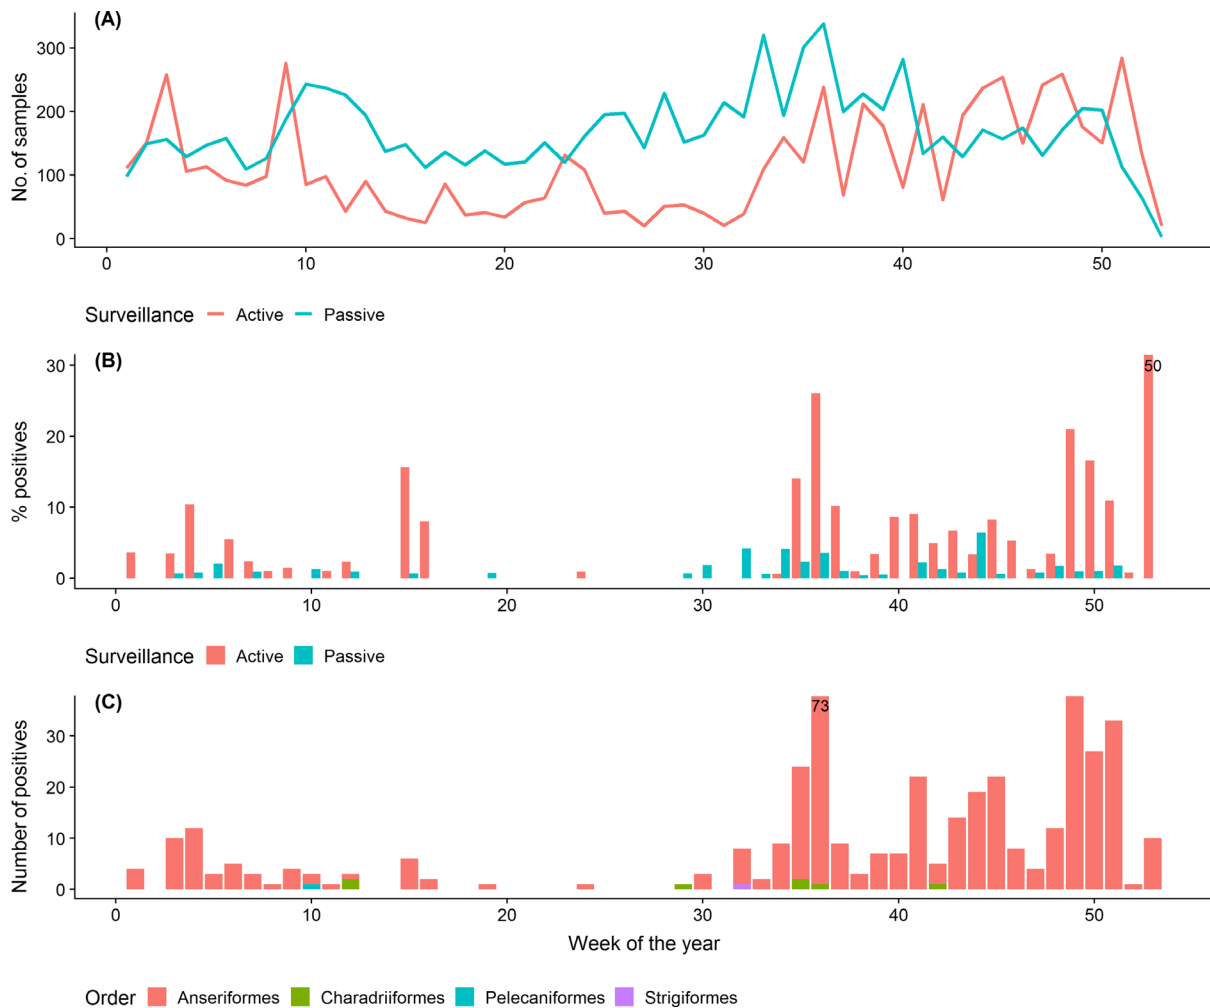 (A)
No. of samples
300
200
100
0
0 10 20 30 40 50
Surveillance Active Passive
(B)
% positives
30
20
10
0
50
0 10 20 30 40 50
Surveillance Active Passive
(C)
Number of positives
30
20
10
0
73
0 10 20 30 40 50
Week of the year
Order Anseriformes Charadriiformes Pelecaniformes Strigiformes